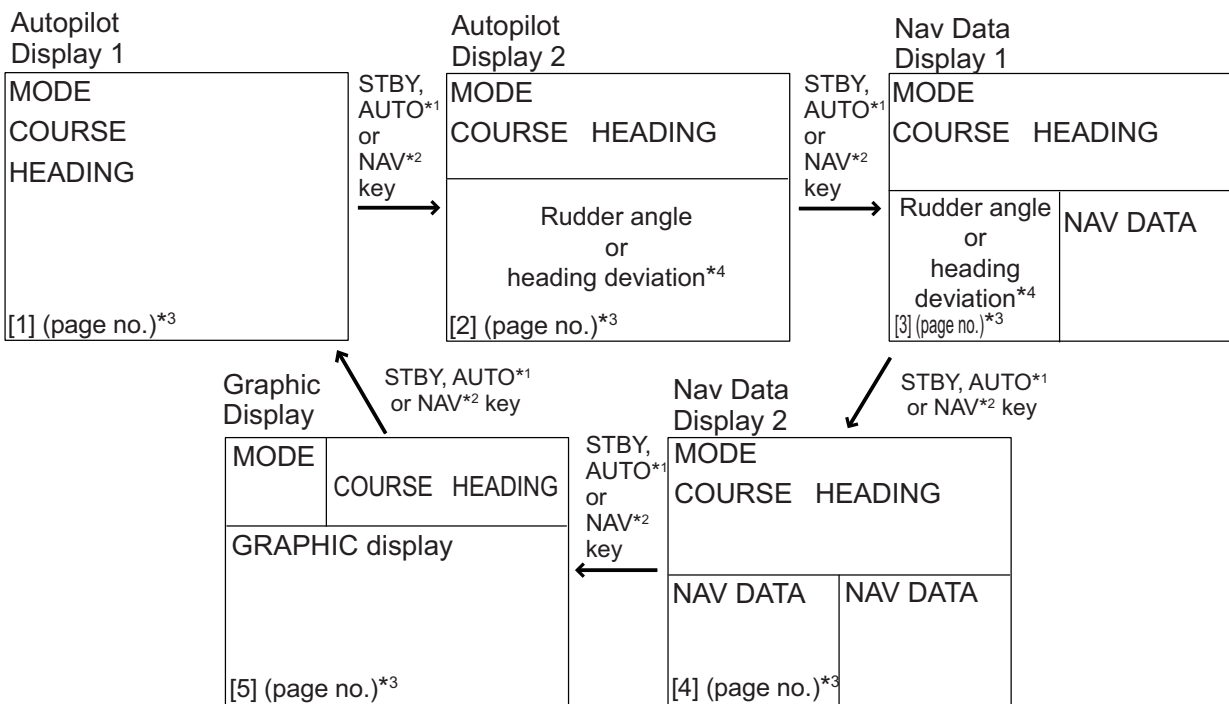 Autopilot
Display 1
MODE
COURSE
HEADING
[1] (page no.)*3
STBY,
AUTO*1
or
NAV*2
key
Autopilot
Display 2
MODE
COURSE HEADING
Rudder angle
or
heading deviation*4
[2] (page no.)*3
STBY,
AUTO*1
or
NAV*2
key
Nav Data
Display 1
MODE
COURSE HEADING
Rudder angle
or
heading
deviation*4
[3] (page no.)*3
NAV DATA
STBY, AUTO*1
or NAV*2 key
Nav Data
Display 2
MODE
COURSE HEADING
NAV DATA
NAV DATA
[4] (page no.)*3
STBY,
AUTO*1
or
NAV*2
key
Graphic
Display
MODE
COURSE HEADING
GRAPHIC display
[5] (page no.)*3
STBY, AUTO*1
or NAV*2 key